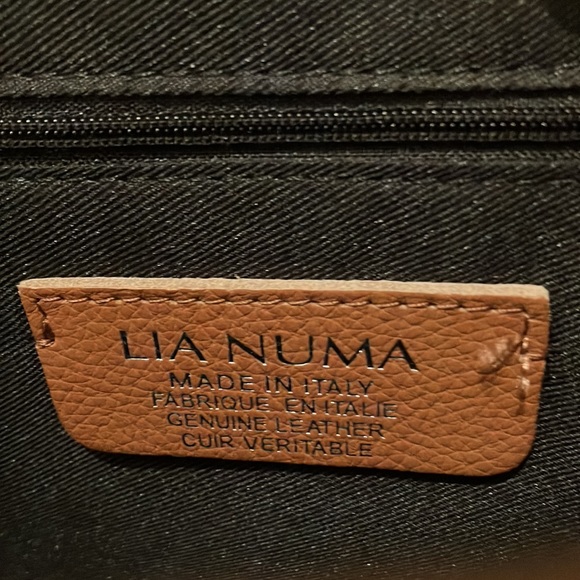 LIA NUMA
MADE IN ITALY
FABRIQUE EN ITALIE
GENUINE LEATHER
CUIR VERITABLE